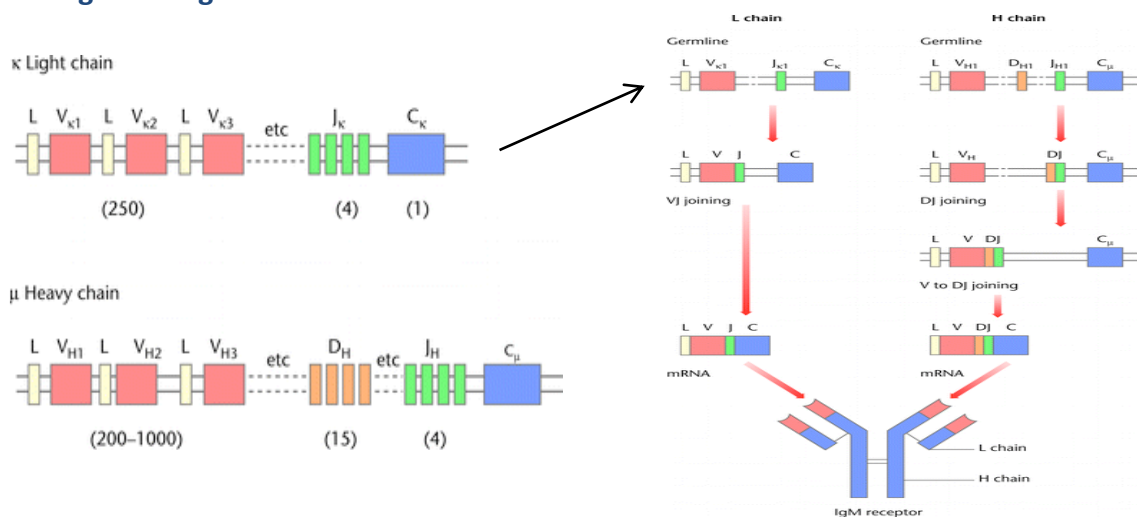 κ Light chain
L Vκ1 L Vκ2 L Vκ3 etc Jκ Cκ
(250) (4) (1)
μ Heavy chain
L VH1 L VH2 L VH3 etc DH etc JH Cμ
(200–1000) (15) (4)
L chain
Germline
L Vκ1 Jκ1 Cκ
L V J C
VJ joining
L V J C
mRNA
H chain
Germline
L VH1 DH1 JH1 Cμ
L VH DJ Cμ
DJ joining
L V DJ Cμ
V to DJ joining
L V DJ C
mRNA
L chain
H chain
IgM receptor